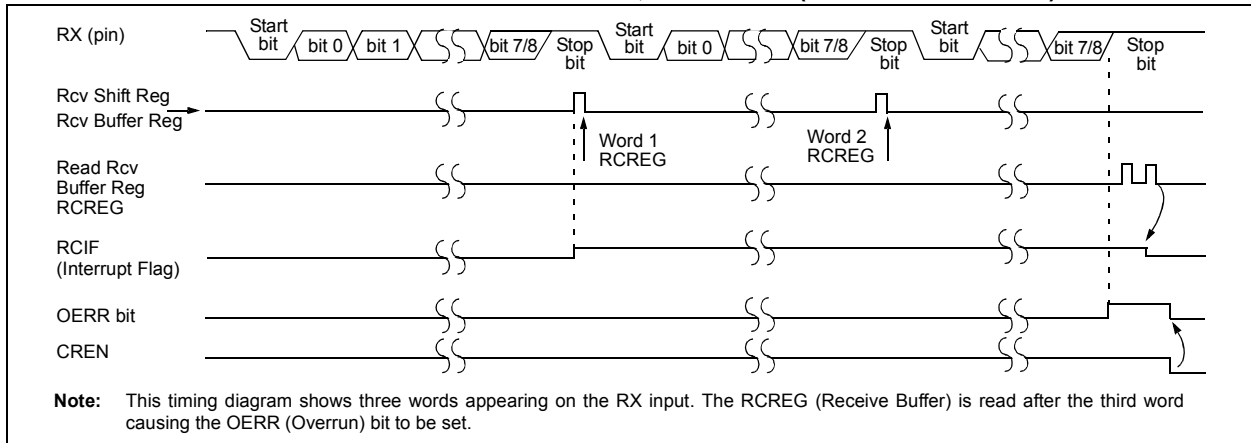 RX (pin)
Start
bit
bit 0
bit 1
bit 7/8
Stop
bit
Start
bit
bit 0
bit 7/8
Stop
bit
Start
bit
bit 7/8
Stop
bit
Rcv Shift Reg
Rcv Buffer Reg
Word 1
RCREG
Word 2
RCREG
Read Rcv
Buffer Reg
RCREG
RCIF
(Interrupt Flag)
OERR bit
CREN
Note: This timing diagram shows three words appearing on the RX input. The RCREG (Receive Buffer) is read after the third word
causing the OERR (Overrun) bit to be set.